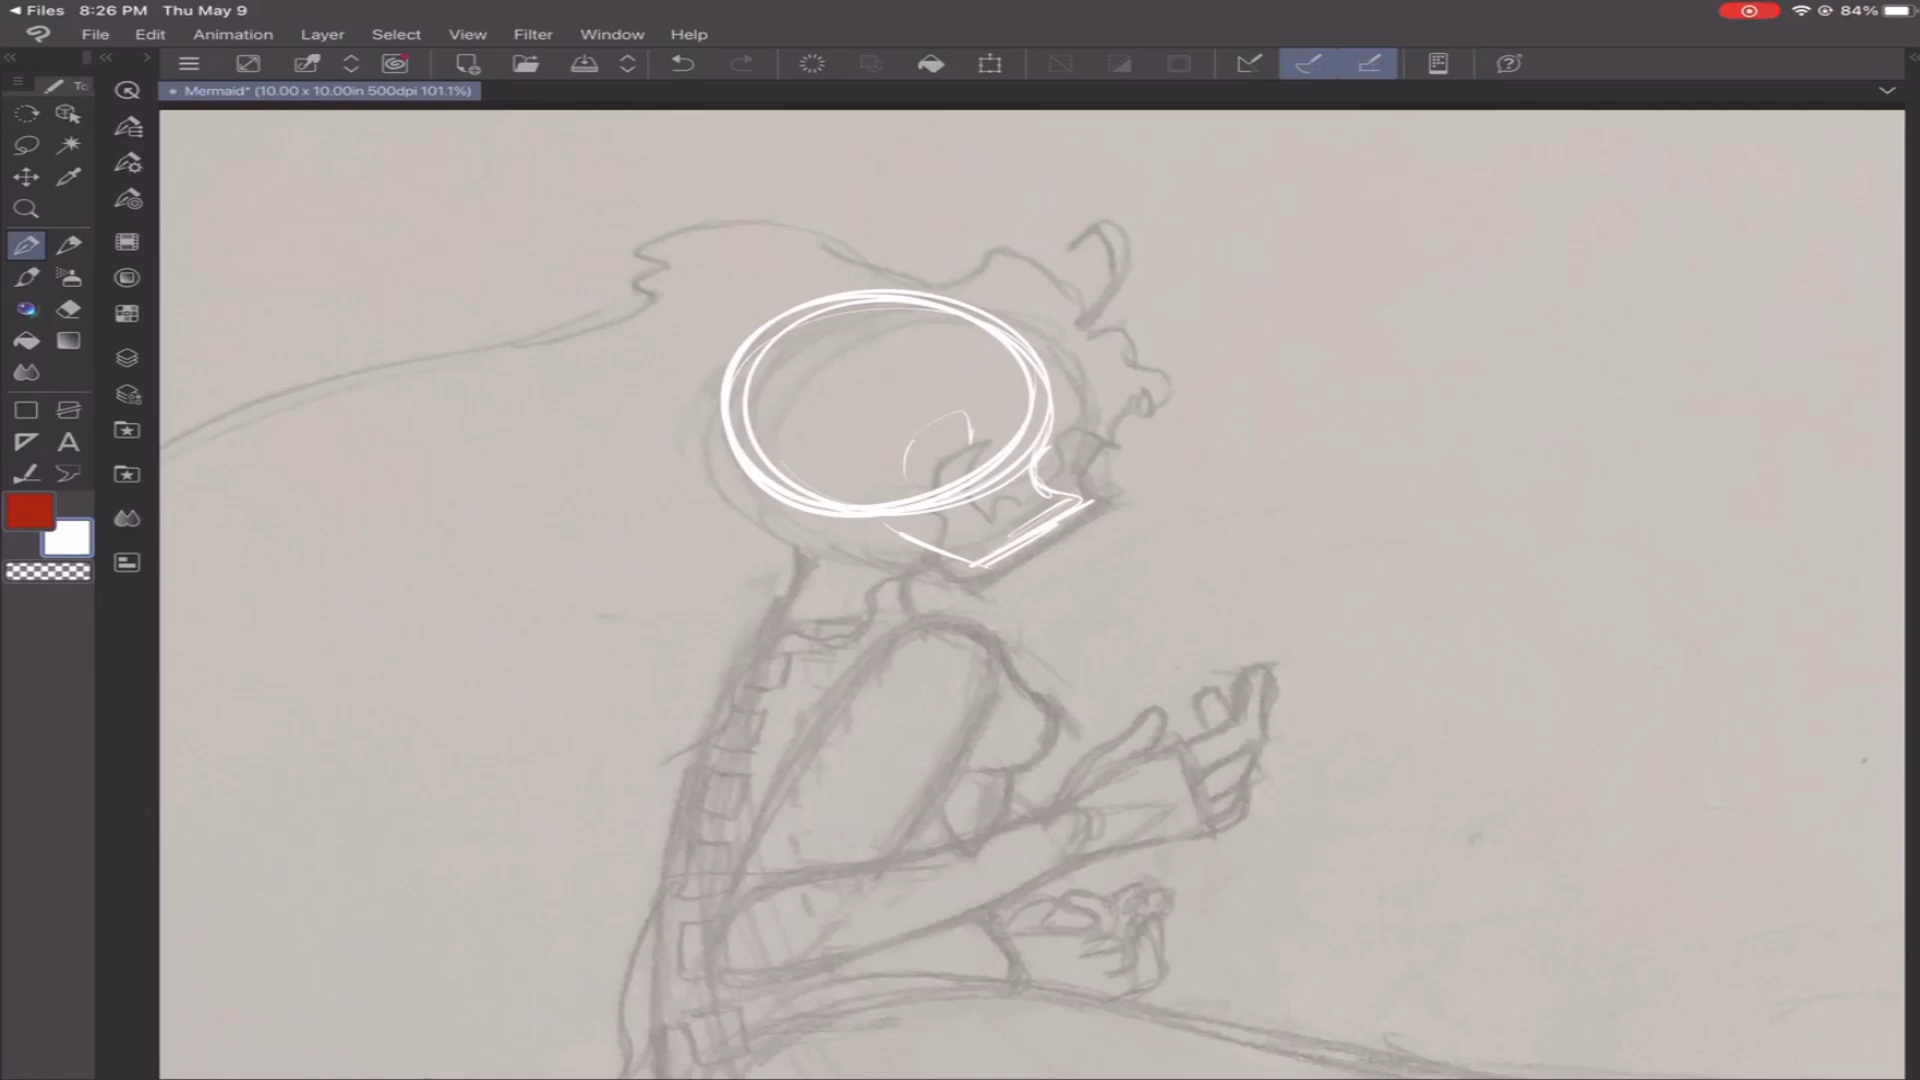 Files 8:26 PM Thu May 9 84%
File Edit Animation Layer Select View Filter Window Help
To
Mermaid* (10.00 x 10.00in 500dpi 101.1%)
A